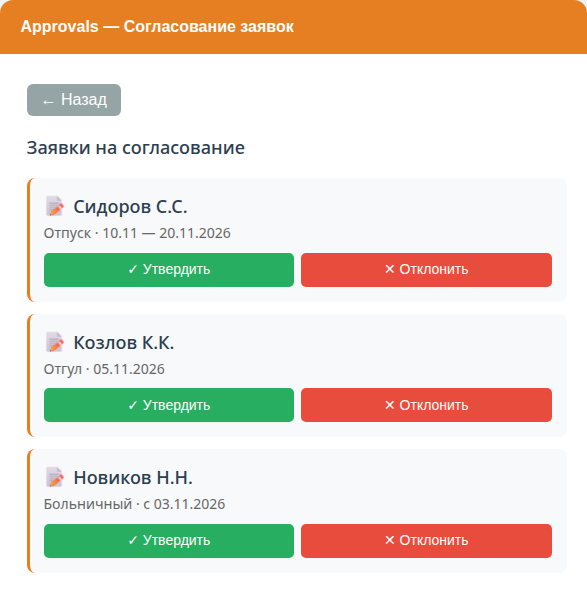 Approvals — Согласование заявок
← Назад
Заявки на согласование
Сидоров С.С.
Отпуск · 10.11 — 20.11.2026
✓ Утвердить ✕ Отклонить
Козлов К.К.
Отгул · 05.11.2026
✓ Утвердить ✕ Отклонить
Новиков Н.Н.
Больничный · с 03.11.2026
✓ Утвердить ✕ Отклонить